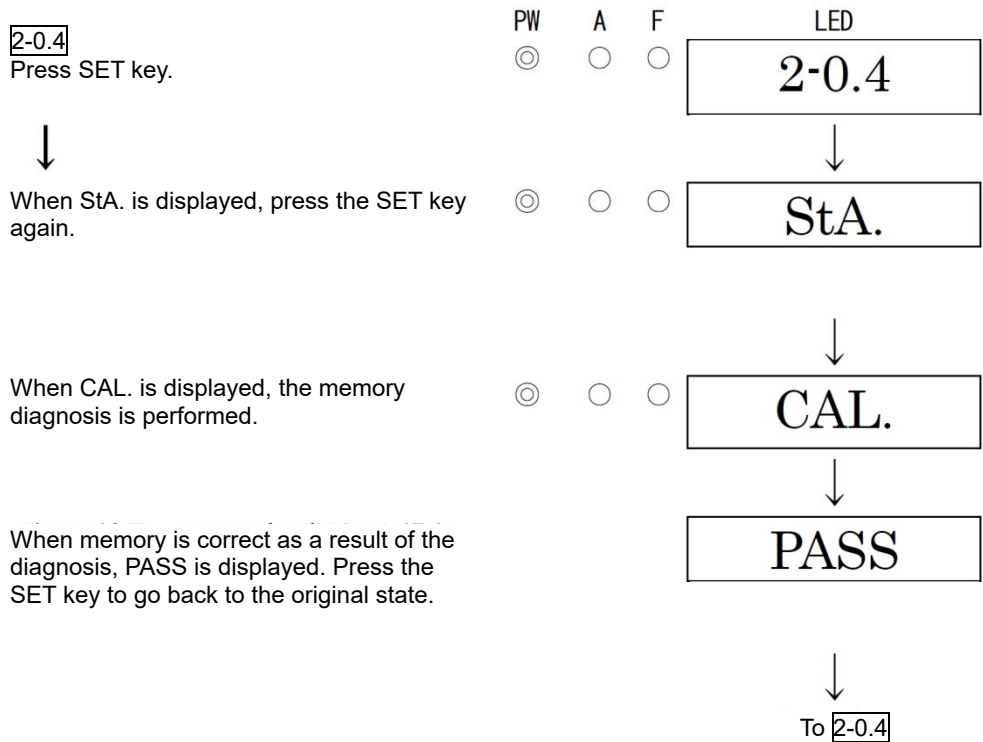 PW A F LED
2-0.4
Press SET key.
2-0.4
When StA. is displayed, press the SET key
again.
StA.
When CAL. is displayed, the memory
diagnosis is performed.
CAL.
When memory is correct as a result of the
diagnosis, PASS is displayed. Press the
SET key to go back to the original state.
PASS
To 2-0.4